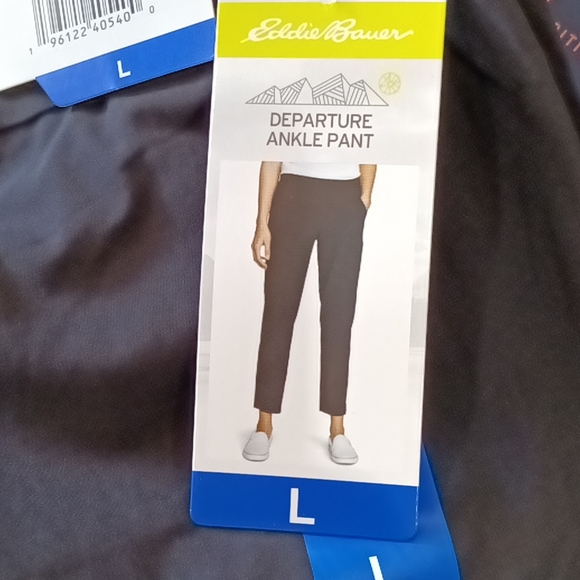 1 96122 40540 0
L
Eddie Bauer
DEPARTURE
ANKLE PANT
L
L